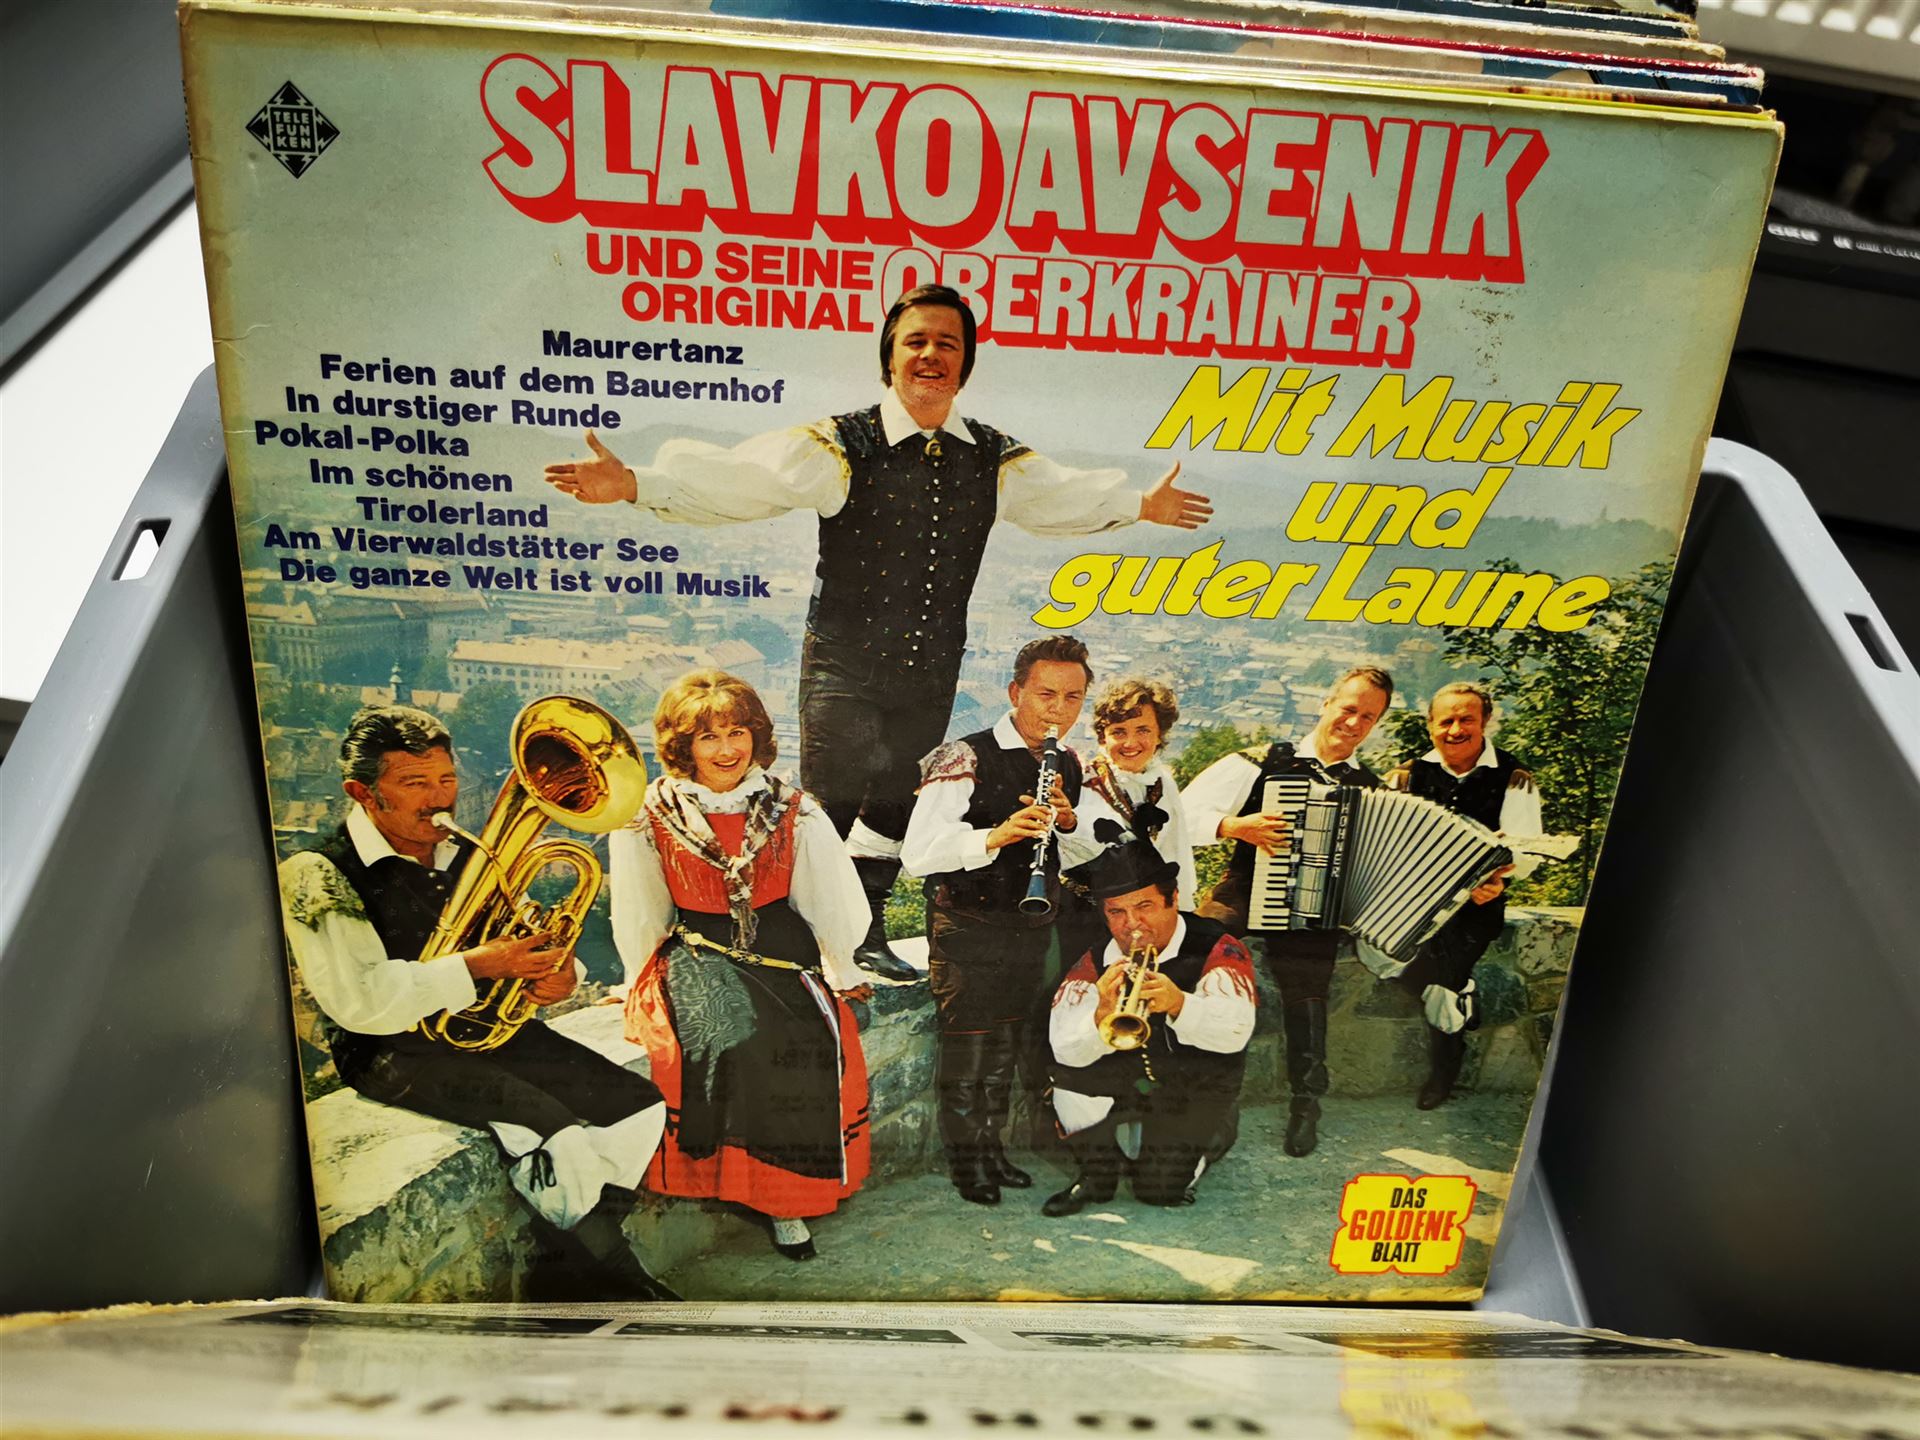 TELE
FUN
KEN
SLAVKO AVSENIK
UND SEINE
ORIGINAL OBERKRAINER
Maurertanz
Ferien auf dem Bauernhof
In durstiger Runde
Pokal-Polka
Im schönen
Tirolerland
Am Vierwaldstätter See
Die ganze Welt ist voll Musik
Mit Musik
und
guter Laune
HOHNER
DAS
GOLDENE
BLATT